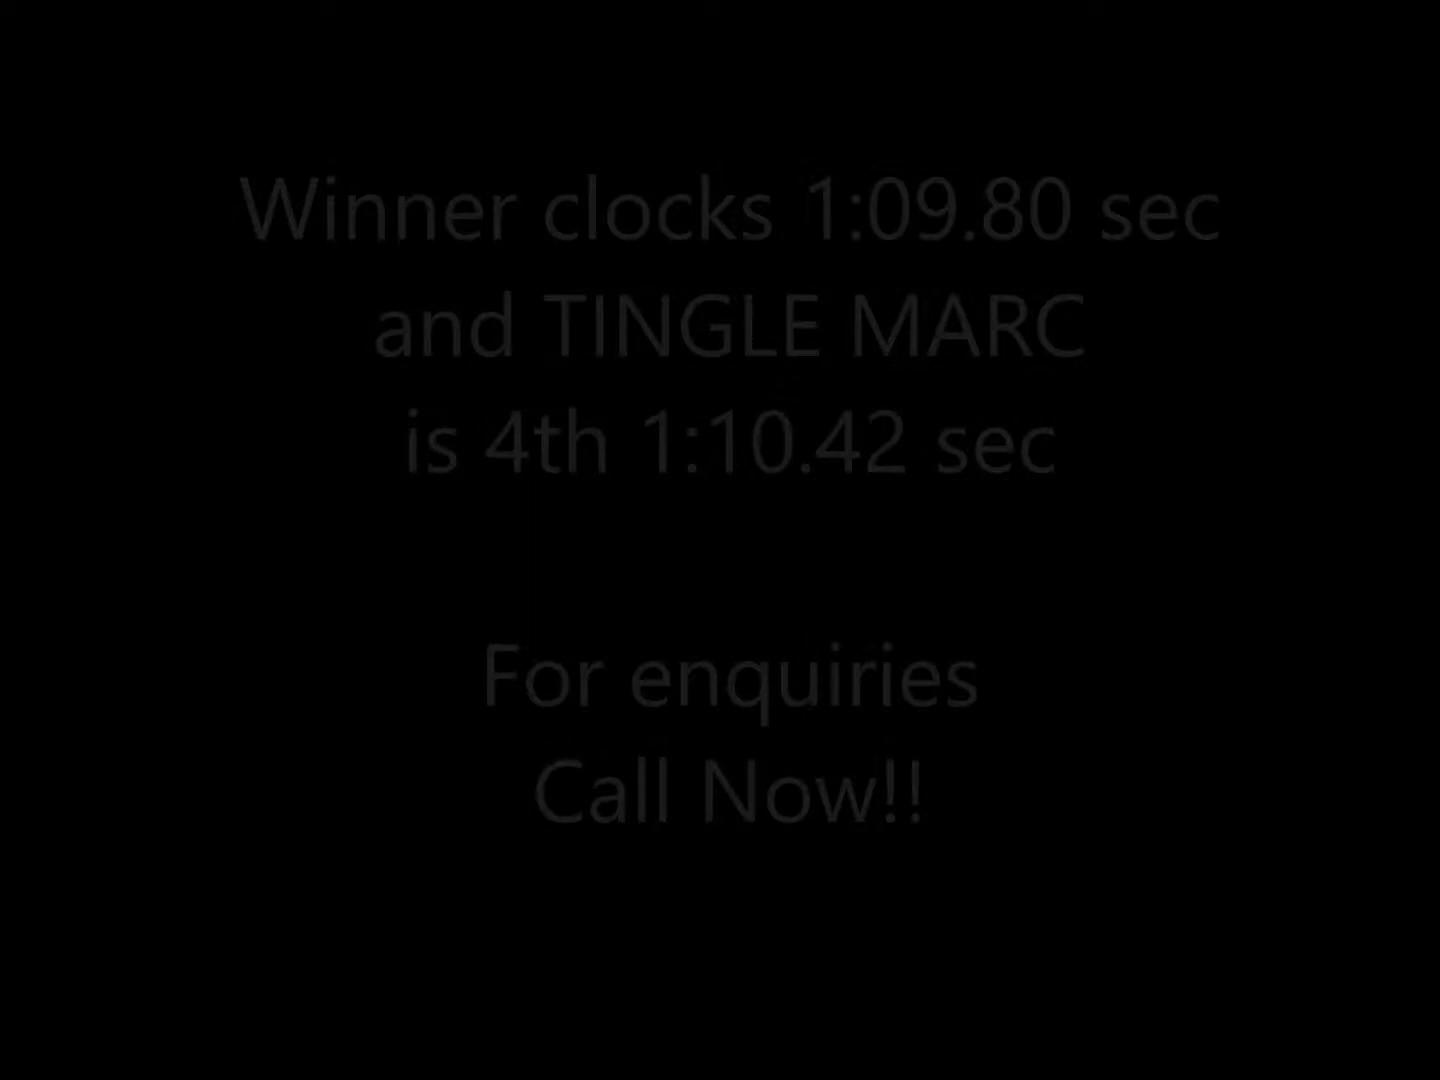 Winner clocks 1:09.80 sec
and TINGLE MARC
is 4th 1:10.42 sec
For enquiries
Call Now!!